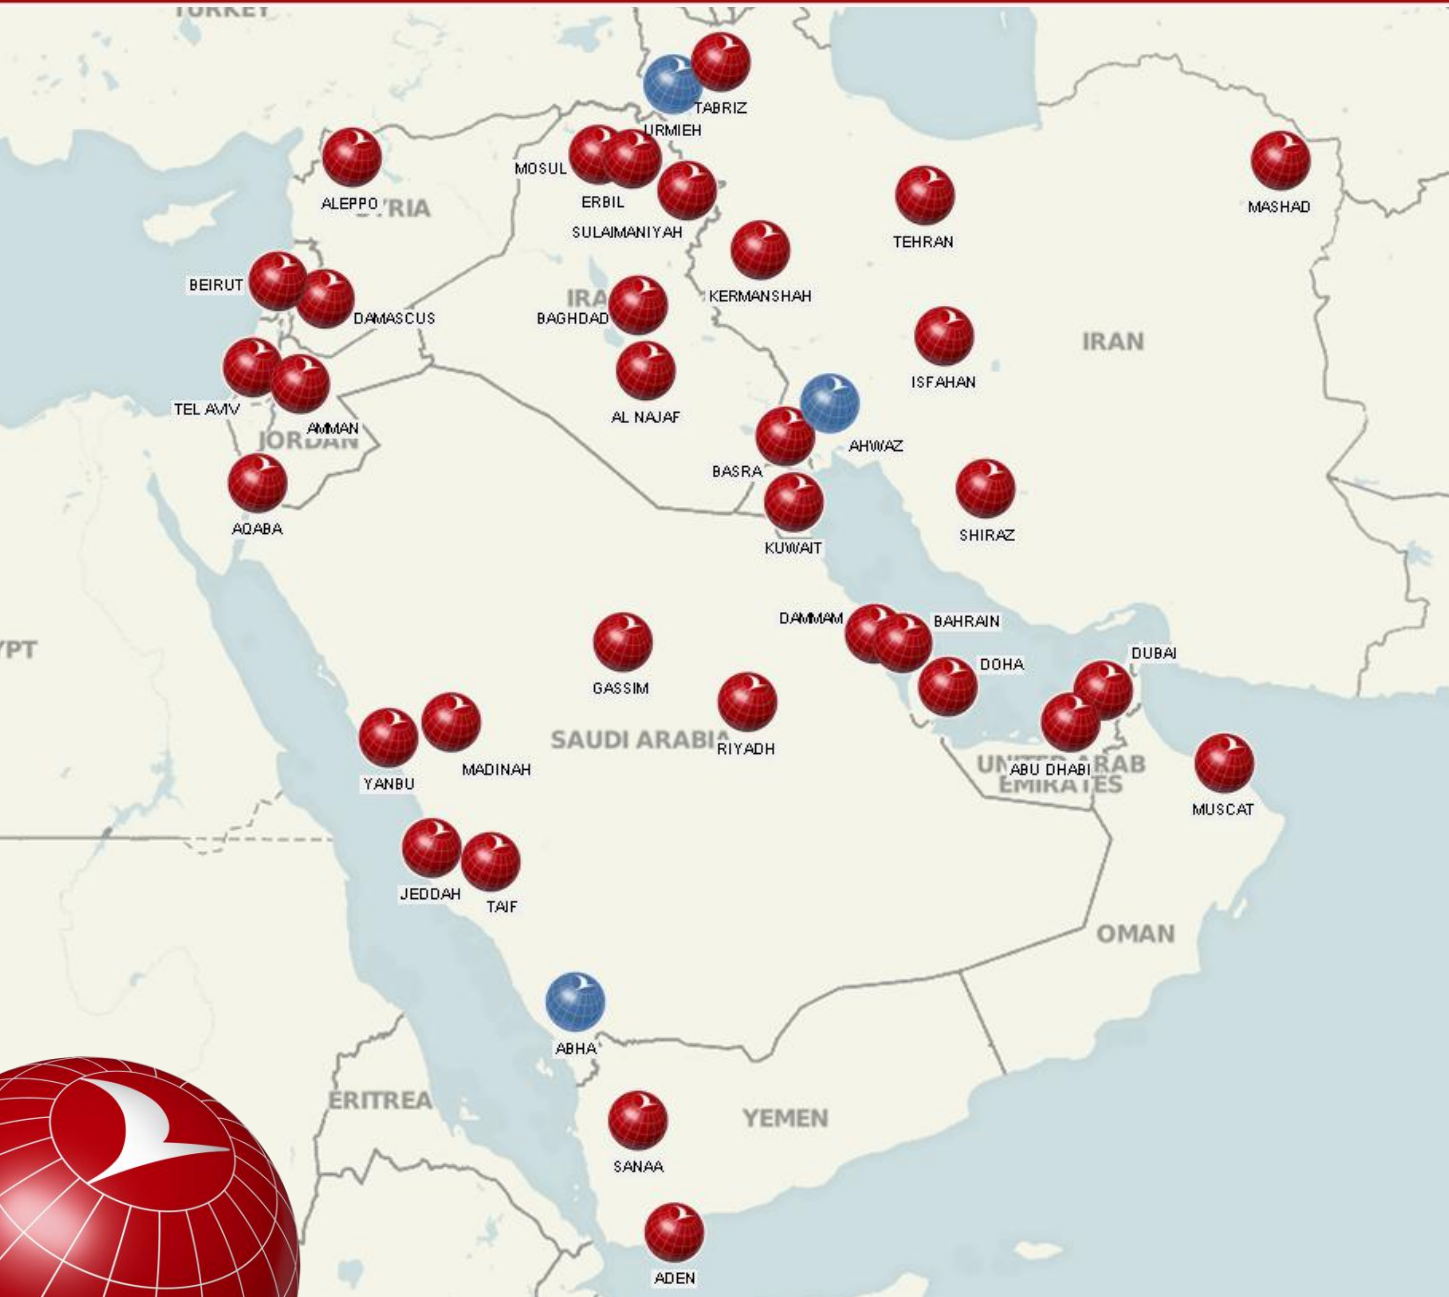 TURKEY
TABRIZ
URMIEH
MOSUL
ERBIL
SULAIMANIYAH
ALEPPO
SYRIA
TEHRAN
MASHAD
BEIRUT
DAMASCUS
KERMANSHAH
IRA
BAGHDAD
ISFAHAN
IRAN
TEL AVIV
AMMAN
JORDAN
AL NAJAF
AHWAZ
BASRA
AQABA
KUWAIT
SHIRAZ
DAMMAM
BAHRAIN
DOHA
DUBAI
YPT
GASSIM
SAUDI ARABIA
RIYADH
MADINAH
YANBU
UNITED ARAB
EMIRATES
ABU DHABI
MUSCAT
JEDDAH
TAIF
OMAN
ABHA
ERITREA
YEMEN
SANAA
ADEN